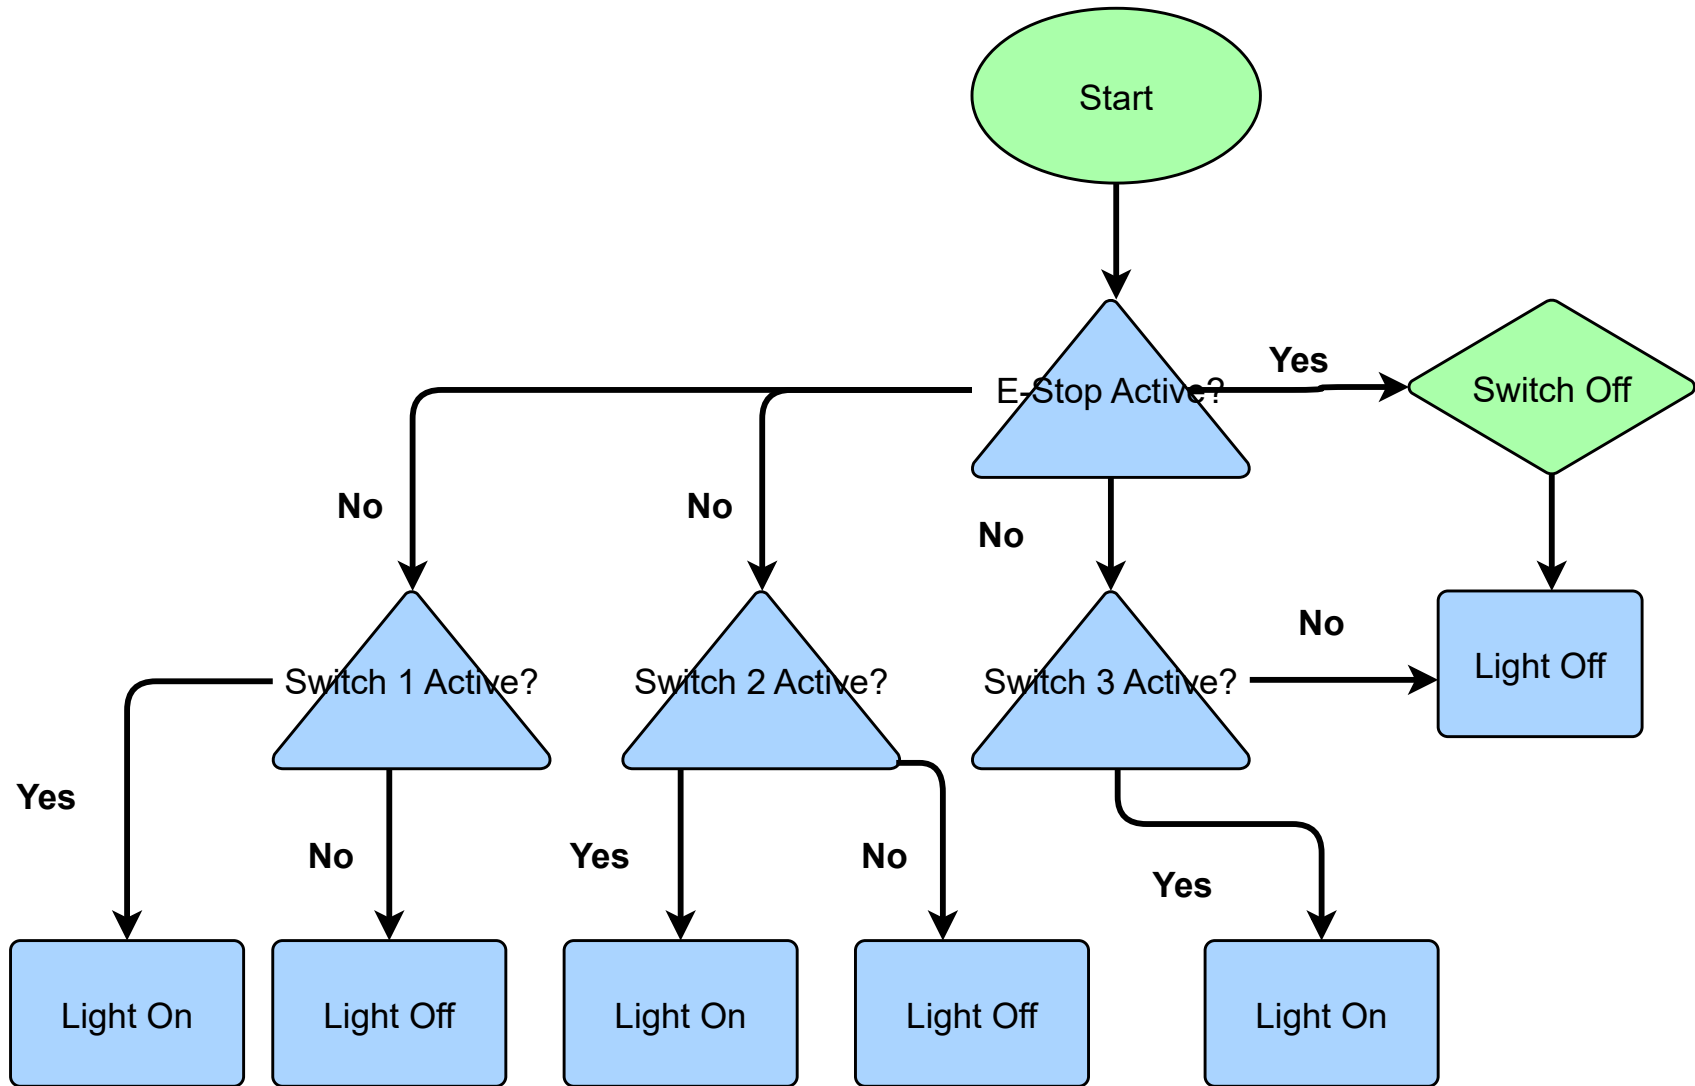 Start
E-Stop Active?
Yes
Switch Off
No
No
No
No
Switch 1 Active?
Switch 2 Active?
Switch 3 Active?
Light Off
Yes
No
Yes
No
Yes
Light On
Light Off
Light On
Light Off
Light On